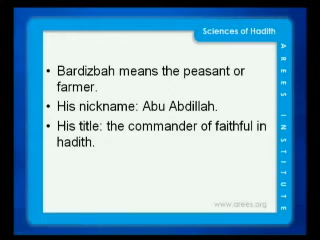 Sciences of Hadith
• Bardizbah means the peasant or
farmer.
• His nickname: Abu Abdillah.
• His title: the commander of faithful in
hadith.
AREES INSTITUTE
www.arees.org